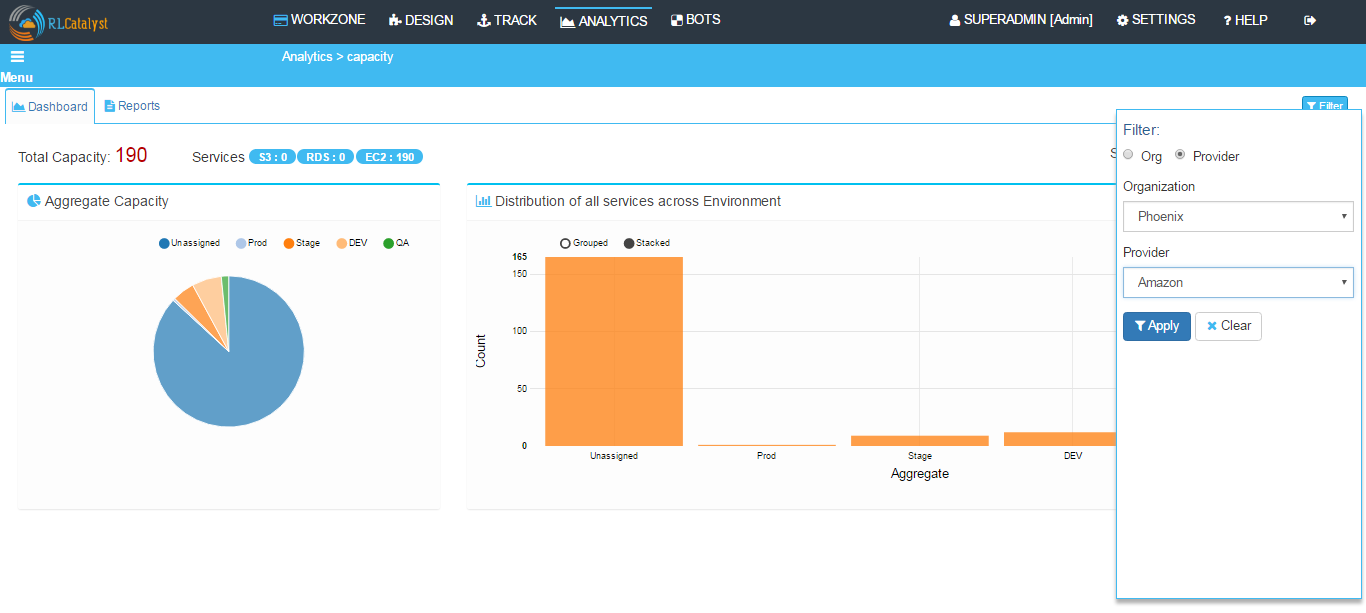 RLCatalyst
WORKZONE DESIGN TRACK ANALYTICS BOTS SUPERADMIN [Admin] SETTINGS ? HELP
Menu
Analytics > capacity
Dashboard Reports Filter
Total Capacity: 190 Services S3 : 0 RDS : 0 EC2 : 190 S
Aggregate Capacity
Unassigned Prod Stage DEV QA
Distribution of all services across Environment
Grouped Stacked
165
150
100
50
0
Count
Unassigned Prod Stage DEV
Aggregate
Filter:
Org Provider
Organization
Phoenix
Provider
Amazon
Apply Clear